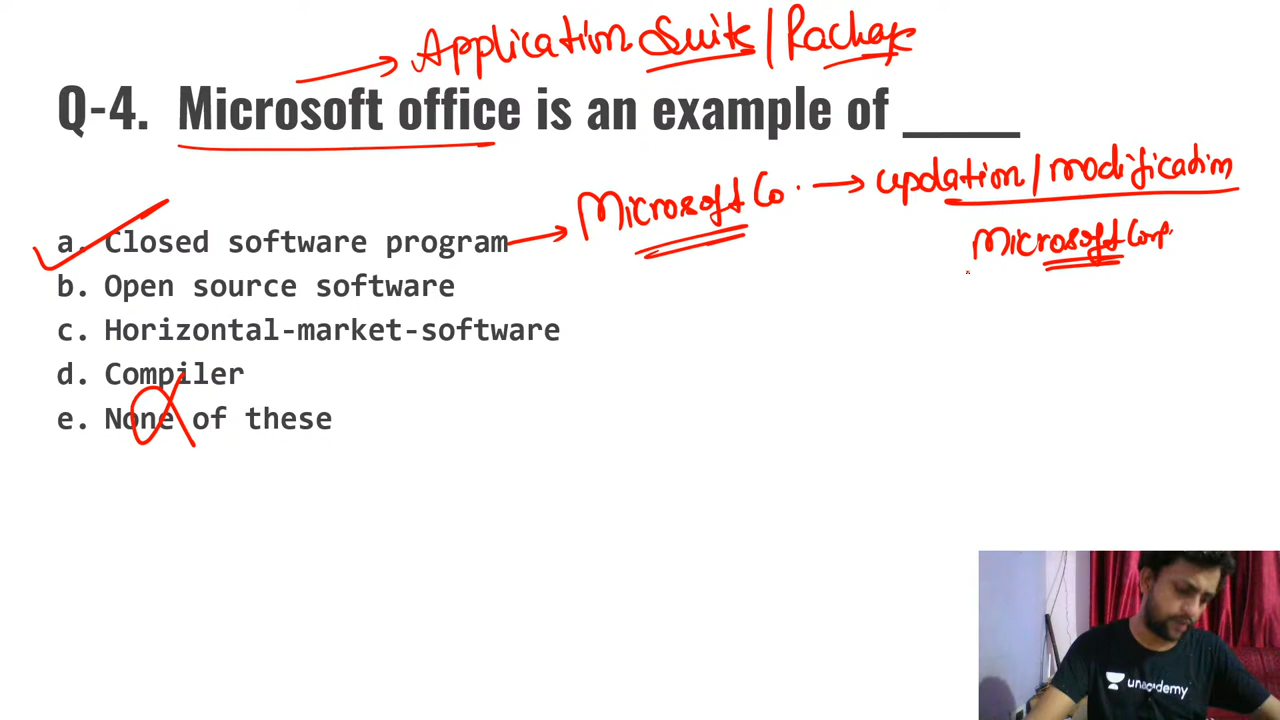 Application Suite / Package
Q-4. Microsoft office is an example of _____
Microsoft Co. → updation / modification
Microsoft Corp.
a. Closed software program
b. Open source software
c. Horizontal-market-software
d. Compiler
e. None of these
unacademy